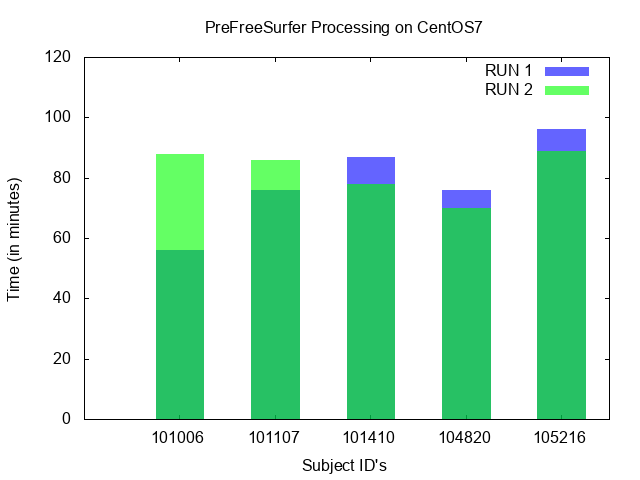 PreFreeSurfer Processing on CentOS7
RUN 1
RUN 2
120
100
80
60
40
20
0
Time (in minutes)
101006 101107 101410 104820 105216
Subject ID's